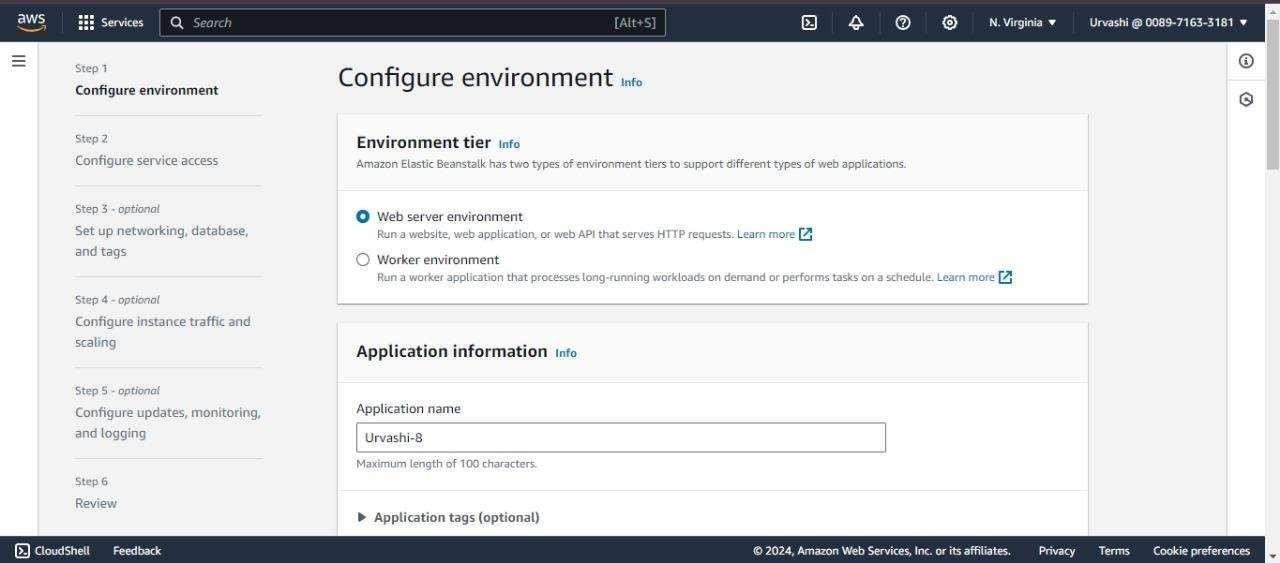 aws
Services
Search
[Alt+S]
N. Virginia
Urvashi @ 0089-7163-3181
Step 1
Configure environment
Step 2
Configure service access
Step 3 - optional
Set up networking, database,
and tags
Step 4 - optional
Configure instance traffic and
scaling
Step 5 - optional
Configure updates, monitoring,
and logging
Step 6
Review
Configure environment Info
Environment tier Info
Amazon Elastic Beanstalk has two types of environment tiers to support different types of web applications.
Web server environment
Run a website, web application, or web API that serves HTTP requests. Learn more
Worker environment
Run a worker application that processes long-running workloads on demand or performs tasks on a schedule. Learn more
Application information Info
Application name
Urvashi-8
Maximum length of 100 characters.
Application tags (optional)
CloudShell
Feedback
© 2024, Amazon Web Services, Inc. or its affiliates.
Privacy
Terms
Cookie preferences